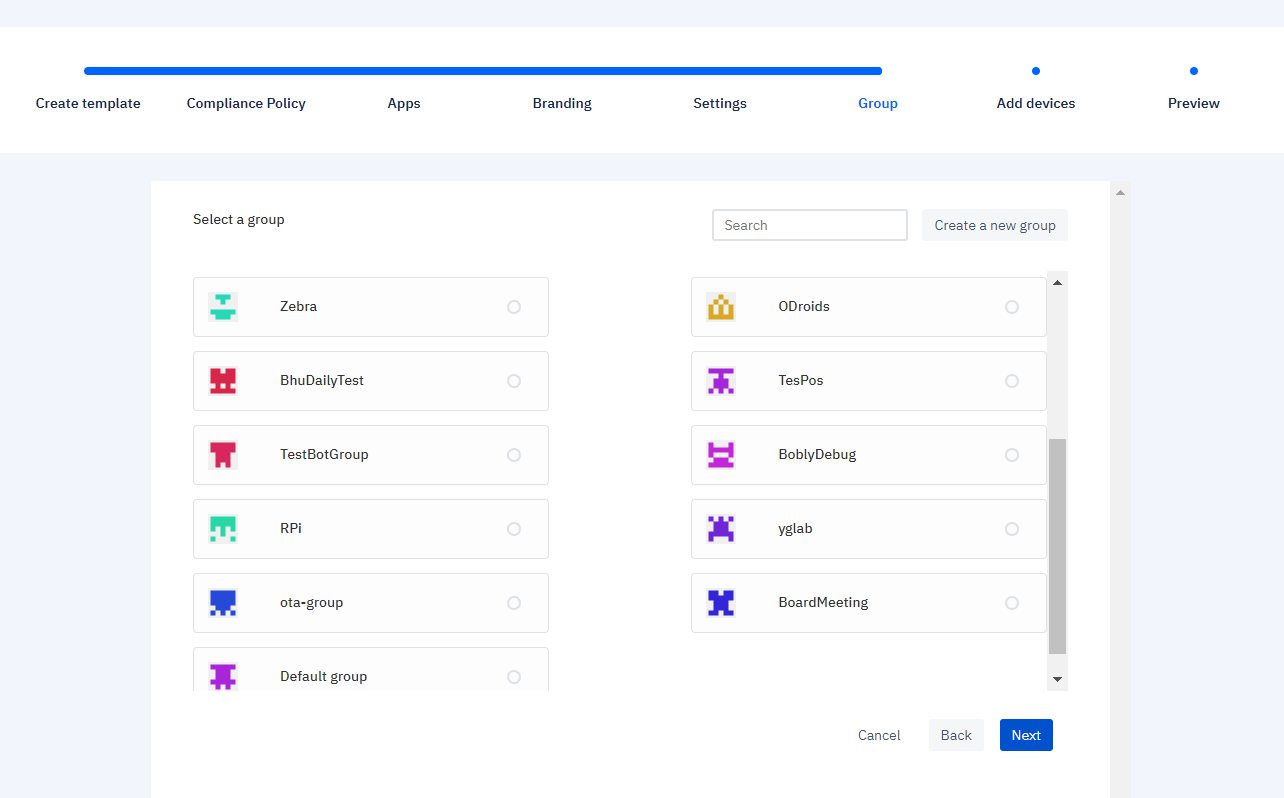 Create template
Compliance Policy
Apps
Branding
Settings
Group
Add devices
Preview
Select a group
Search
Create a new group
Zebra
ODroids
BhuDailyTest
TesPos
TestBotGroup
BoblyDebug
RPi
yglab
ota-group
BoardMeeting
Default group
Cancel
Back
Next